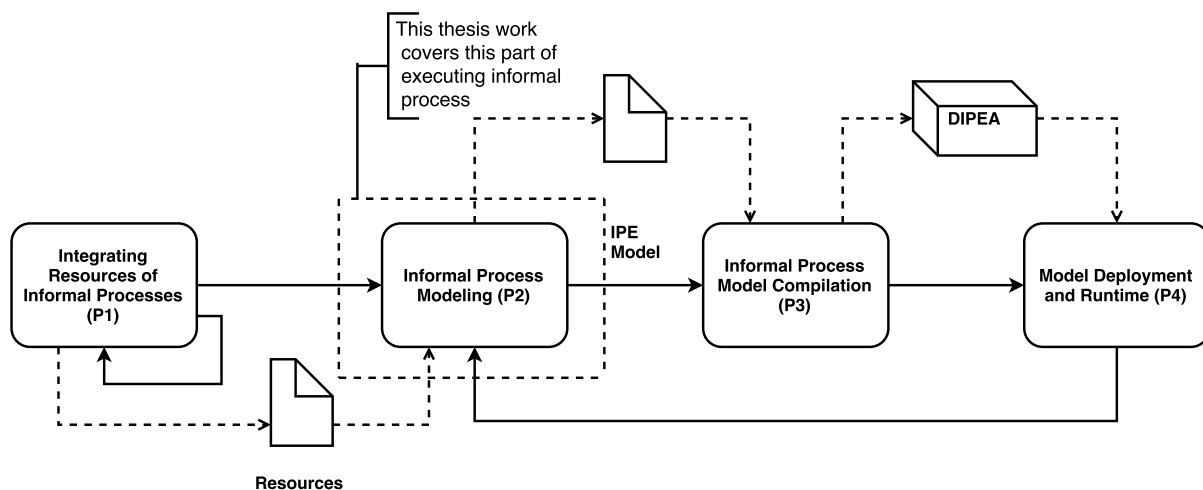 This thesis work
covers this part of
executing informal
process
DIPEA
Integrating
Resources of
Informal Processes
(P1)
Informal Process
Modeling (P2)
IPE
Model
Informal Process
Model Compilation
(P3)
Model Deployment
and Runtime (P4)
Resources